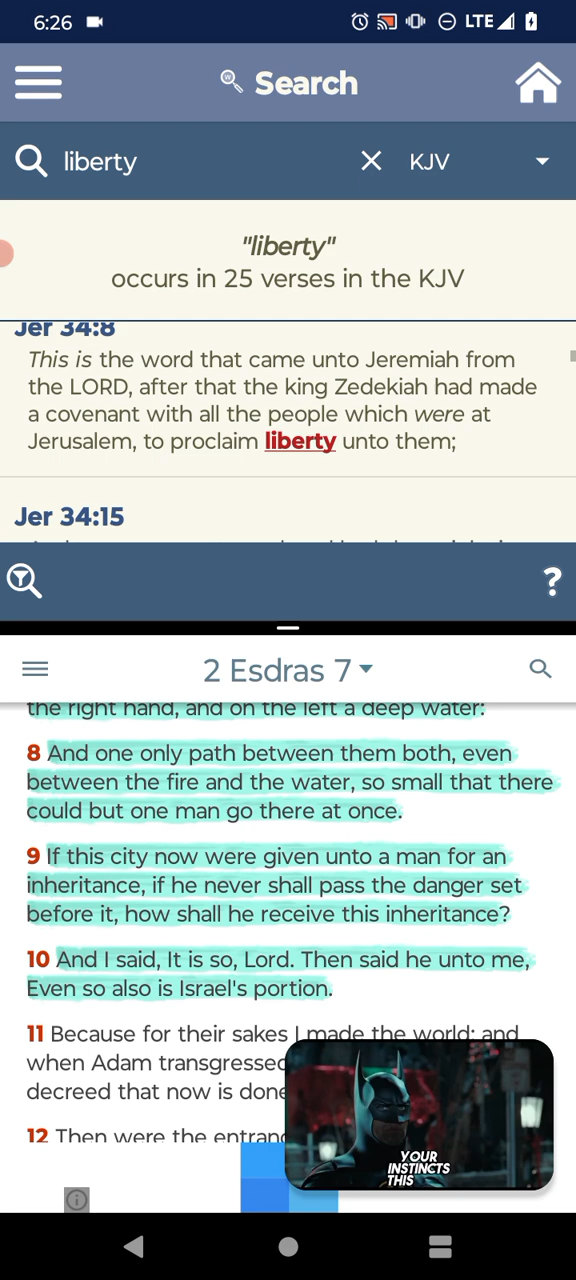 6:26 LTE
Search
liberty KJV
"liberty"
occurs in 25 verses in the KJV
Jer 34:8
This is the word that came unto Jeremiah from
the LORD, after that the king Zedekiah had made
a covenant with all the people which were at
Jerusalem, to proclaim liberty unto them;
Jer 34:15
?
2 Esdras 7
the right hand, and on the left a deep water:
8 And one only path between them both, even
between the fire and the water, so small that there
could but one man go there at once.
9 If this city now were given unto a man for an
inheritance, if he never shall pass the danger set
before it, how shall he receive this inheritance?
10 And I said, It is so, Lord. Then said he unto me,
Even so also is Israel's portion.
11 Because for their sakes I made the world: and
when Adam transgressed
decreed that now is done
12 Then were the
YOUR
INSTINCTS
THIS